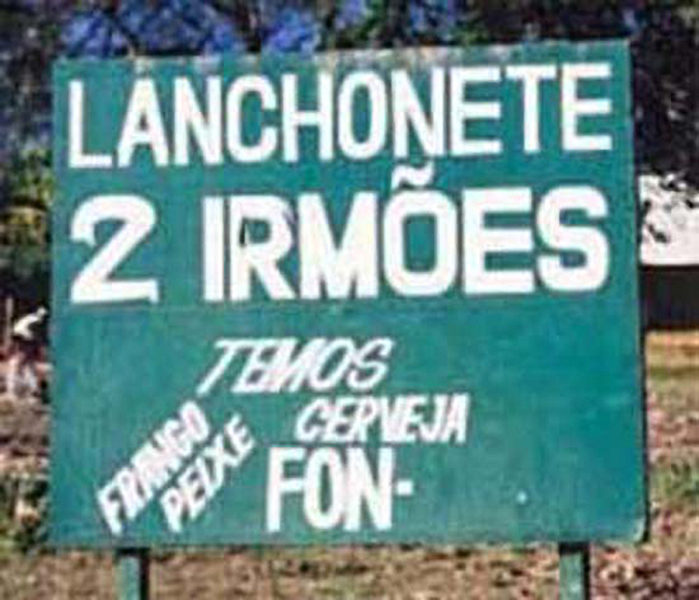 LANCHONETE
2 IRMÕES
TEMOS
FRANGO
PEIXE
CERVEJA
FON-